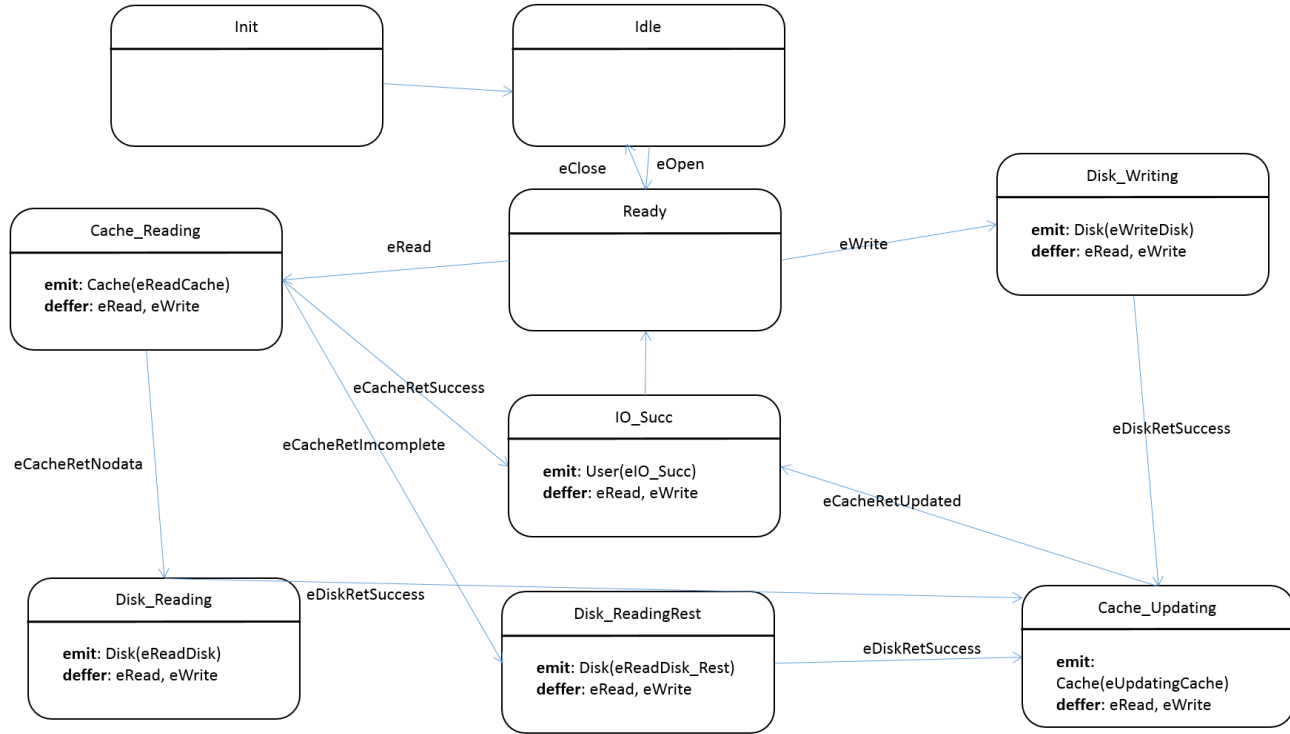 Init
Idle
eClose
eOpen
Ready
Disk_Writing
emit: Disk(eWriteDisk)
deffer: eRead, eWrite
Cache_Reading
emit: Cache(eReadCache)
deffer: eRead, eWrite
eRead
eWrite
eCacheRetSuccess
eCacheRetImcomplete
eCacheRetNodata
IO_Succ
emit: User(eIO_Succ)
deffer: eRead, eWrite
eDiskRetSuccess
eCacheRetUpdated
Disk_Reading
emit: Disk(eReadDisk)
deffer: eRead, eWrite
eDiskRetSuccess
Disk_ReadingRest
emit: Disk(eReadDisk_Rest)
deffer: eRead, eWrite
eDiskRetSuccess
Cache_Updating
emit:
Cache(eUpdatingCache)
deffer: eRead, eWrite